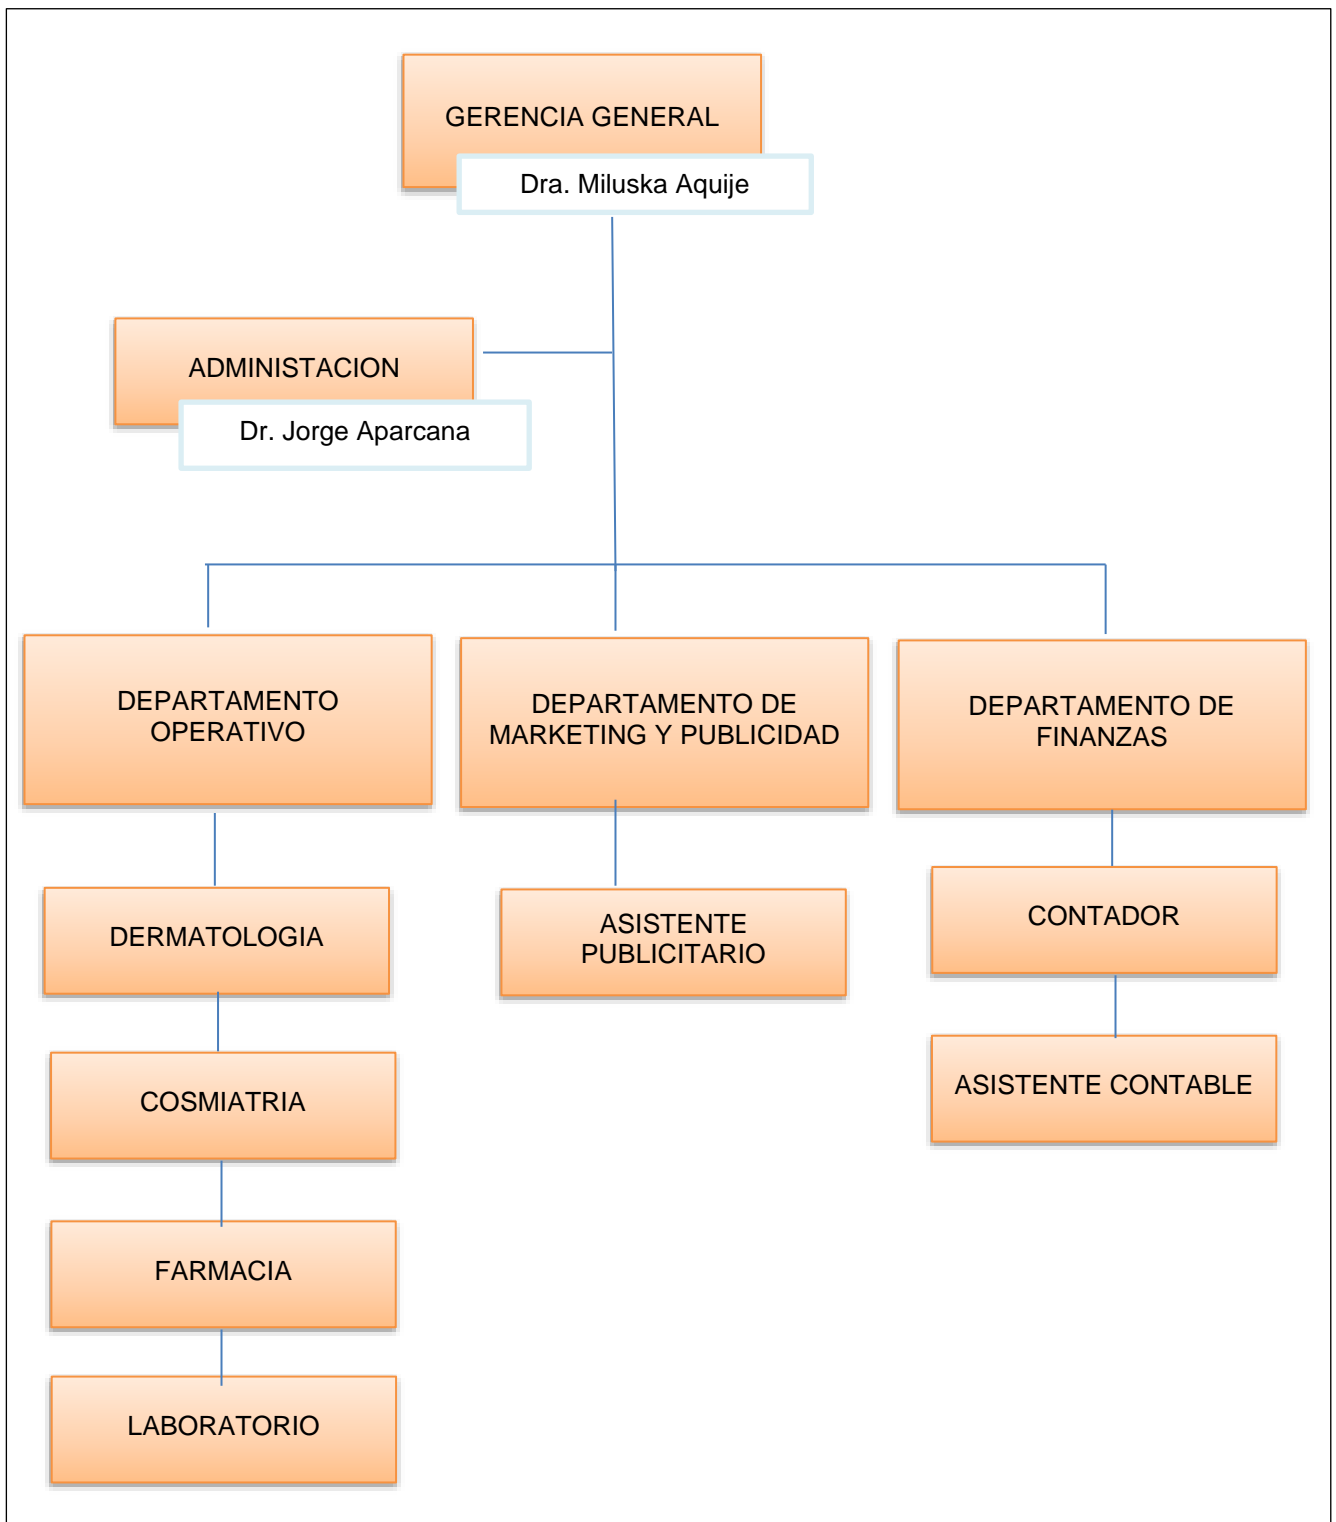 GERENCIA GENERAL
Dra. Miluska Aquije
ADMINISTACION
Dr. Jorge Aparcana
DEPARTAMENTO
OPERATIVO
DEPARTAMENTO DE
MARKETING Y PUBLICIDAD
DEPARTAMENTO DE
FINANZAS
DERMATOLOGIA
ASISTENTE
PUBLICITARIO
CONTADOR
COSMIATRIA
ASISTENTE CONTABLE
FARMACIA
LABORATORIO